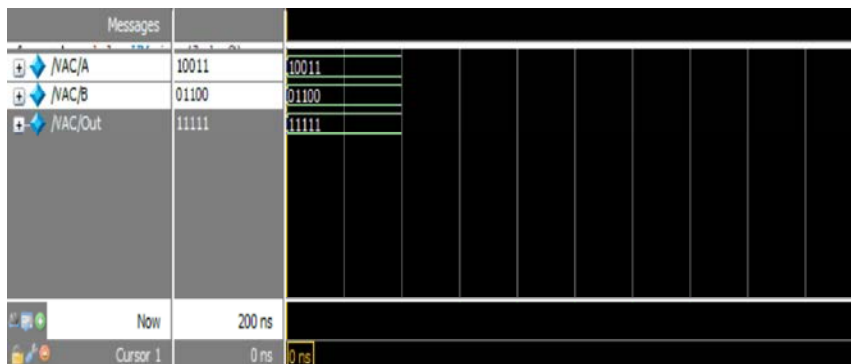 Messages
/VAC/A 10011 10011
/VAC/B 01100 01100
/VAC/Out 11111 11111
Now 200 ns
Cursor 1 0 ns 0 ns